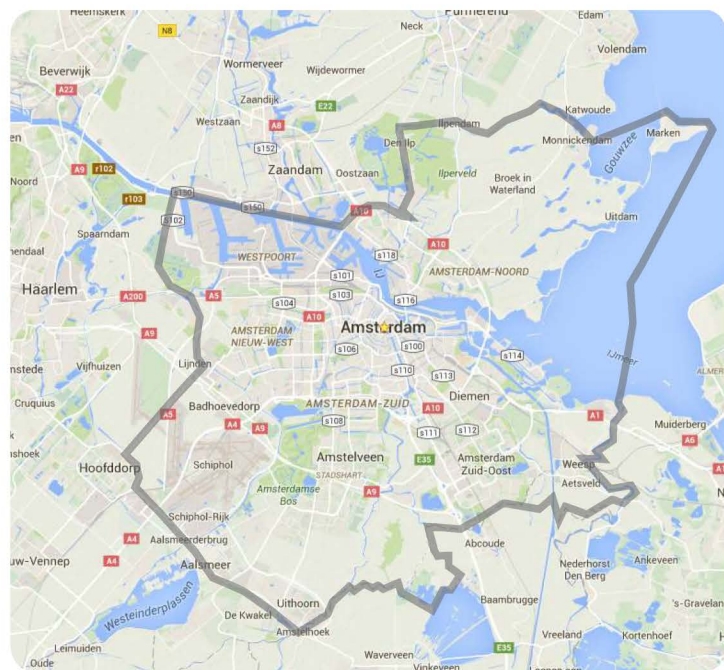 Heemskerk
Neck
Purmerend
Edam
N8
Volendam
Wormerveer
Wijdewormer
Beverwijk
A22
Zaandijk
E22
Katwoude
Westzaan
A8
Ilpendam
Monnickendam
Marken
Den Ilp
s152
Gouwzee
A9
r102
Zaandam
Oostzaan
Ilperveld
Broek in
Waterland
Noord
r103
s150
s150
A10
s102
Uitdam
Spaarndam
WESTPOORT
s118
A10
IJ
s101
AMSTERDAM-NOORD
Haarlem
A200
A5
s104
s103
s116
A10
Amsterdam
AMSTERDAM
NIEUW-WEST
A9
s106
s100
s114
IJmeer
Vijfhuizen
Lijnden
s110
s113
Cruquius
Badhoevedorp
AMSTERDAM-ZUID
A10
Diemen
A5
A4
A9
s108
s111
s112
A1
Muiderberg
A6
Hoofddorp
Schiphol
Amstelveen
E35
Amsterdam
Zuid-Oost
Weesp
Aetsveld
STADSHART
Amsterdamse
Bos
A9
Schiphol-Rijk
A4
Aalsmeerderbrug
Abcoude
A4
Aalsmeer
Nederhorst
Den Berg
Ankeveen
Westeinderplassen
Uithoorn
De Kwakel
Baambrugge
's-Graveland
Amstelhoek
Leimuiden
E35
Vreeland
Kortenhoef
Oude
Waverveen
Vinkeveen